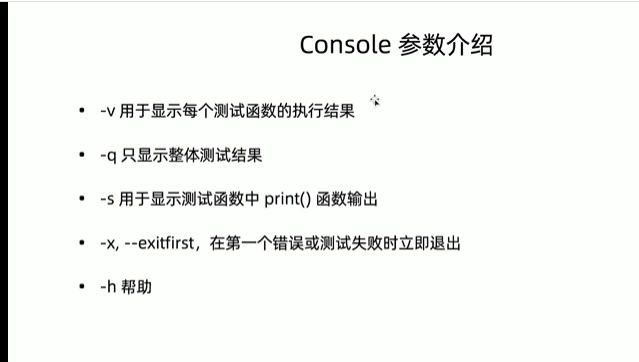 Console 参数介绍
• -v 用于显示每个测试函数的执行结果
• -q 只显示整体测试结果
• -s 用于显示测试函数中 print() 函数输出
• -x, --exitfirst，在第一个错误或测试失败时立即退出
• -h 帮助